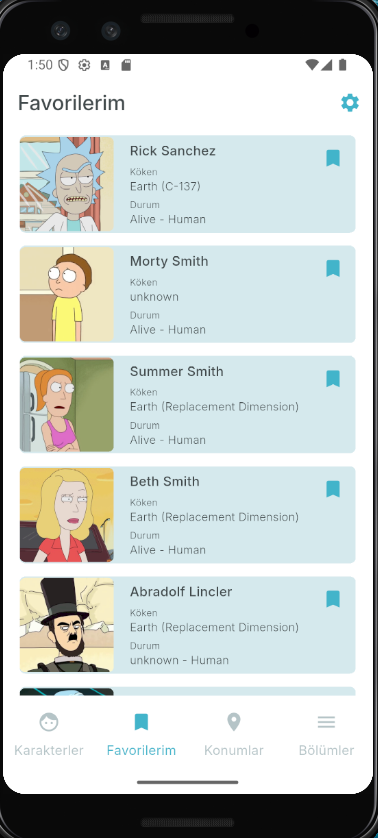 1:50
Favorilerim
Rick Sanchez
Köken
Earth (C-137)
Durum
Alive - Human
Morty Smith
Köken
unknown
Durum
Alive - Human
Summer Smith
Köken
Earth (Replacement Dimension)
Durum
Alive - Human
Beth Smith
Köken
Earth (Replacement Dimension)
Durum
Alive - Human
Abradolf Lincler
Köken
Earth (Replacement Dimension)
Durum
unknown - Human
Karakterler Favorilerim Konumlar Bölümler